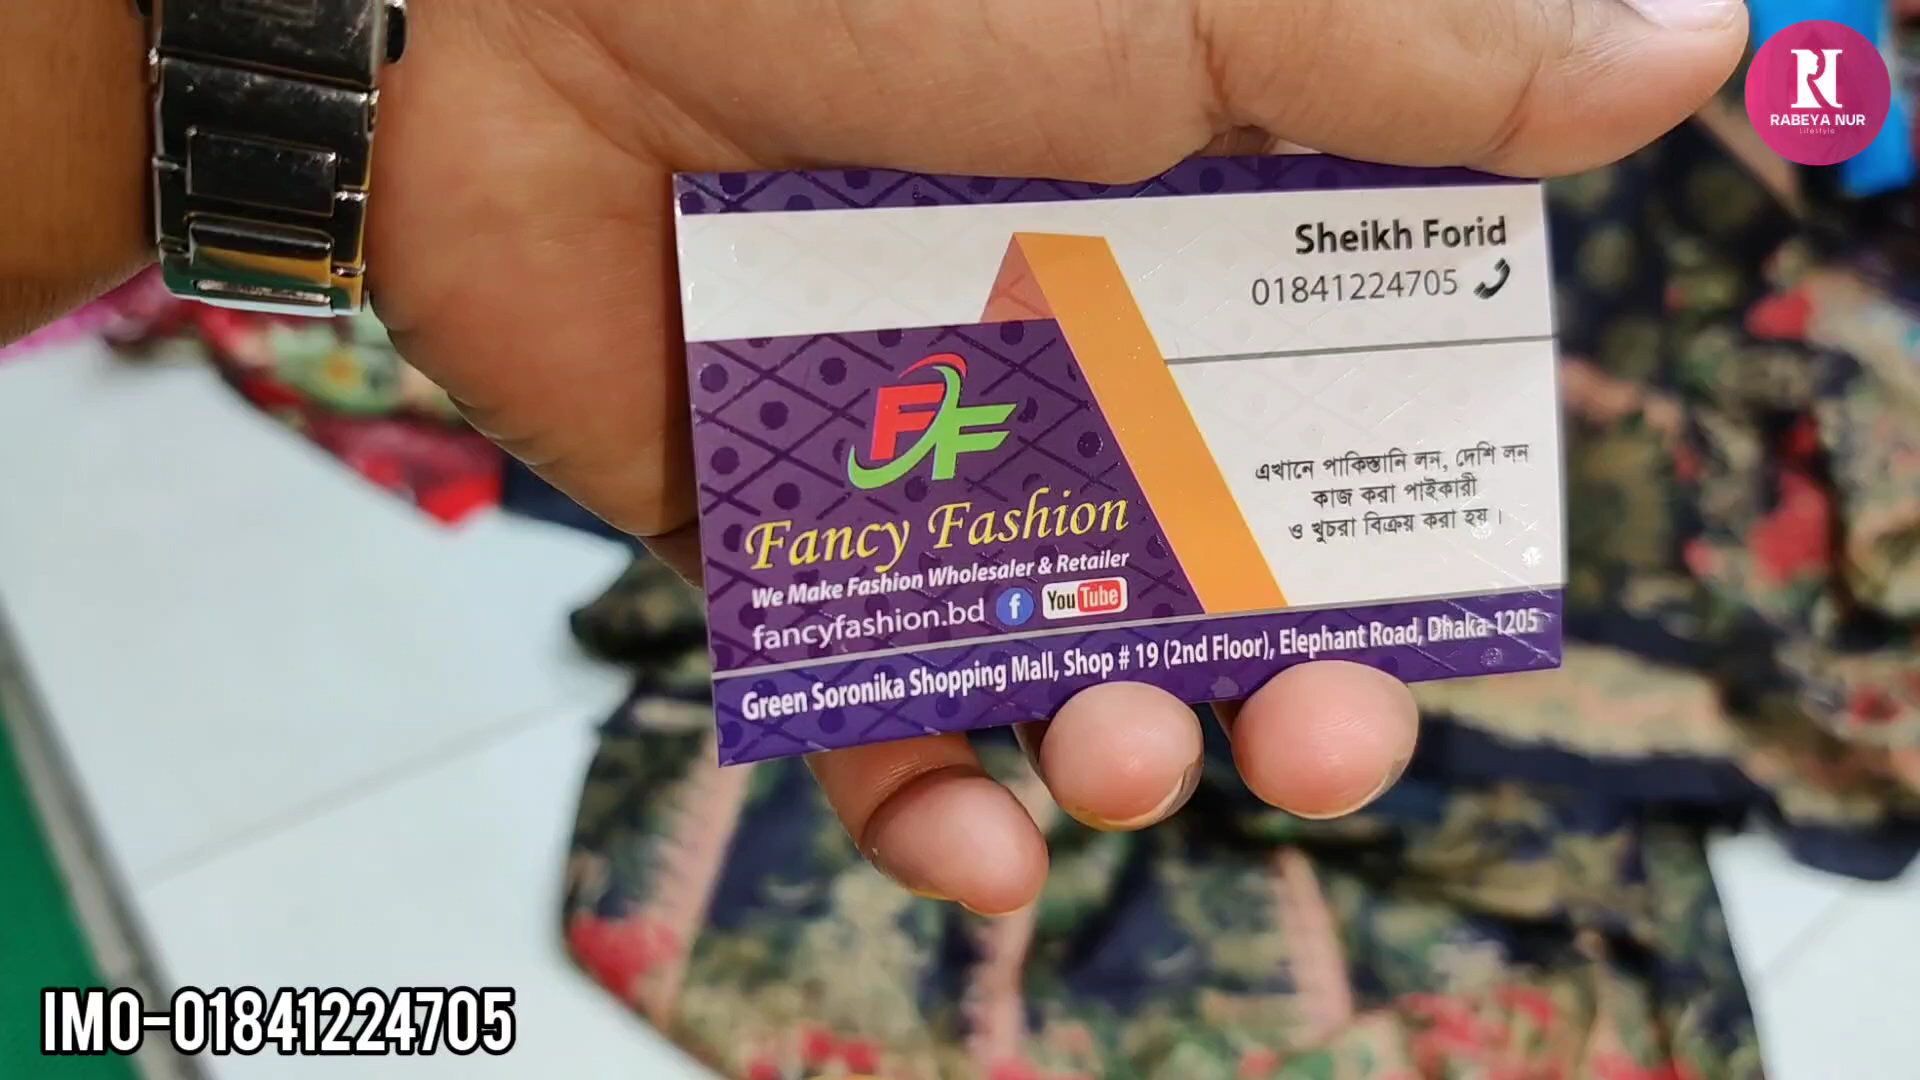 RABEYA NUR
Lifestyle
Sheikh Forid
01841224705
FF
Fancy Fashion
We Make Fashion Wholesaler & Retailer
fancyfashion.bd f YouTube
এখানে পাকিস্তানি লন, দেশি লন
কাজ করা পাইকারী
ও খুচরা বিক্রয় করা হয়।
Green Soronika Shopping Mall, Shop # 19 (2nd Floor), Elephant Road, Dhaka-1205
IMO-01841224705